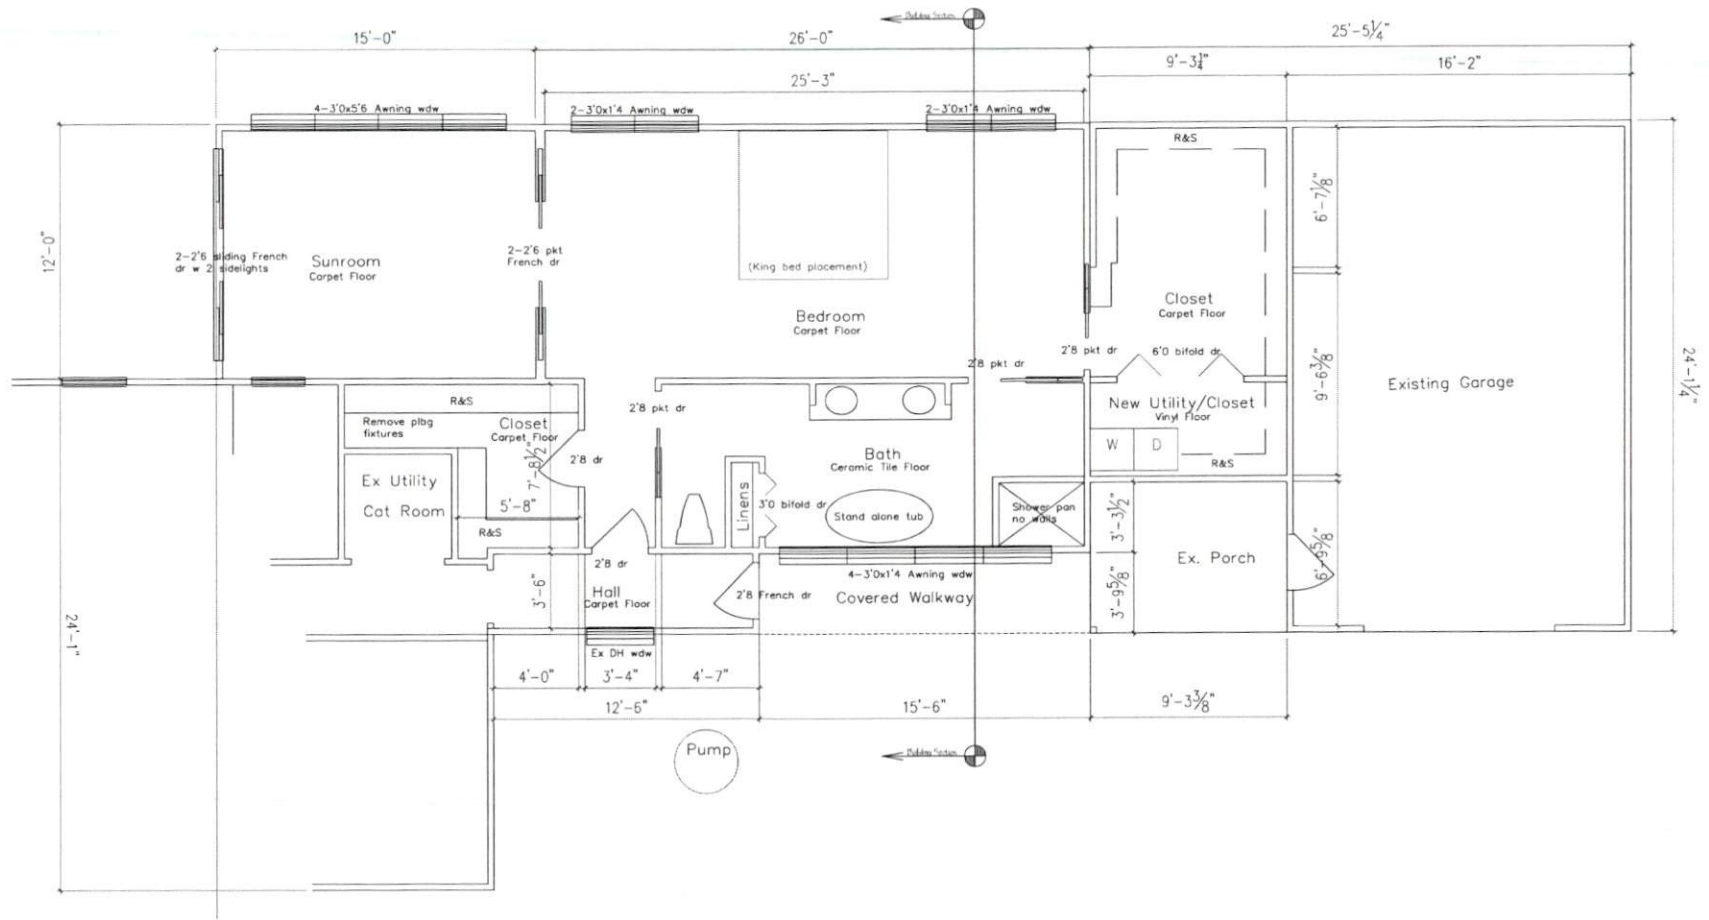 Building Section
15'-0"
26'-0"
25'-5¼"
9'-3¾"
16'-2"
25'-3"
4-3'0x5'6 Awning wdw
2-3'0x1'4 Awning wdw
2-3'0x1'4 Awning wdw
R&S
12'-0"
6'-7⅛"
2-2'6 sliding French
dr w 2 sidelights
Sunroom
Carpet Floor
2-2'6 pkt
French dr
(King bed placement)
Bedroom
Carpet Floor
Closet
Carpet Floor
2'8 pkt dr
2'8 pkt dr
6'0 bifold dr
9'-6⅜"
Existing Garage
24'-1¼"
R&S
Remove plbg
fixtures
Closet
Carpet Floor
7'-8½"
2'8 dr
2'8 pkt dr
New Utility/Closet
Vinyl Floor
W
D
R&S
Bath
Ceramic Tile Floor
Ex Utility
Cat Room
5'-8"
R&S
Linens
3'0 bifold dr
Stand alone tub
Shower pan
no walls
3'-3½"
Ex. Porch
6'-9⅝"
2'8 dr
3'-6"
Hall
Carpet Floor
2'8 French dr
4-3'0x1'4 Awning wdw
Covered Walkway
3'-9⅝"
24'-1"
Ex DH wdw
4'-0"
3'-4"
4'-7"
12'-6"
15'-6"
9'-3⅜"
Pump
Building Section